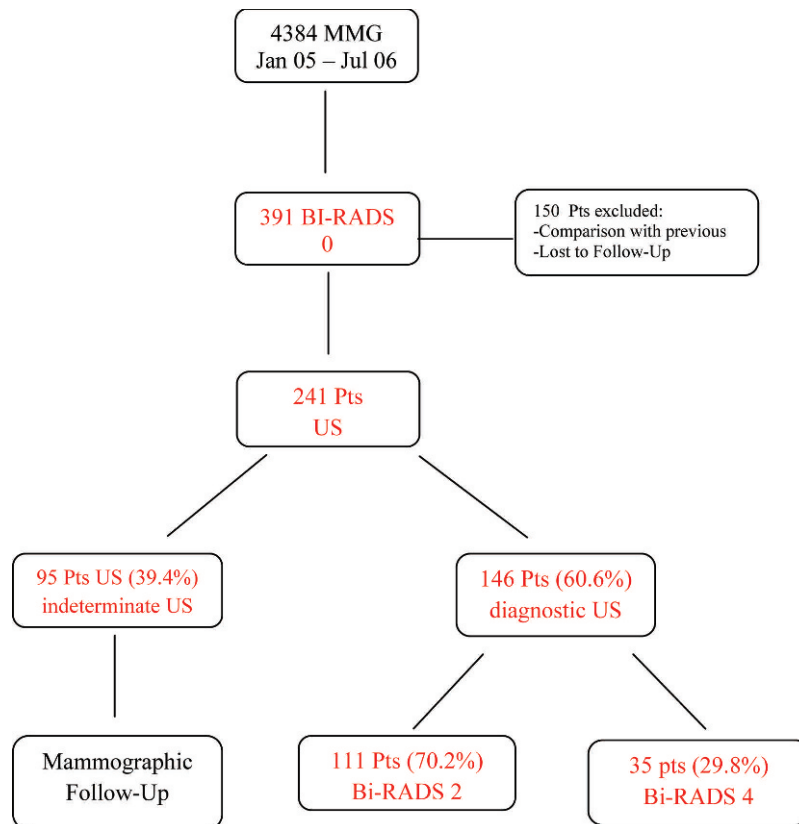 4384 MMG
Jan 05 – Jul 06
391 BI-RADS
0
150 Pts excluded:
-Comparison with previous
-Lost to Follow-Up
241 Pts
US
95 Pts US (39.4%)
indeterminate US
146 Pts (60.6%)
diagnostic US
Mammographic
Follow-Up
111 Pts (70.2%)
Bi-RADS 2
35 pts (29.8%)
Bi-RADS 4